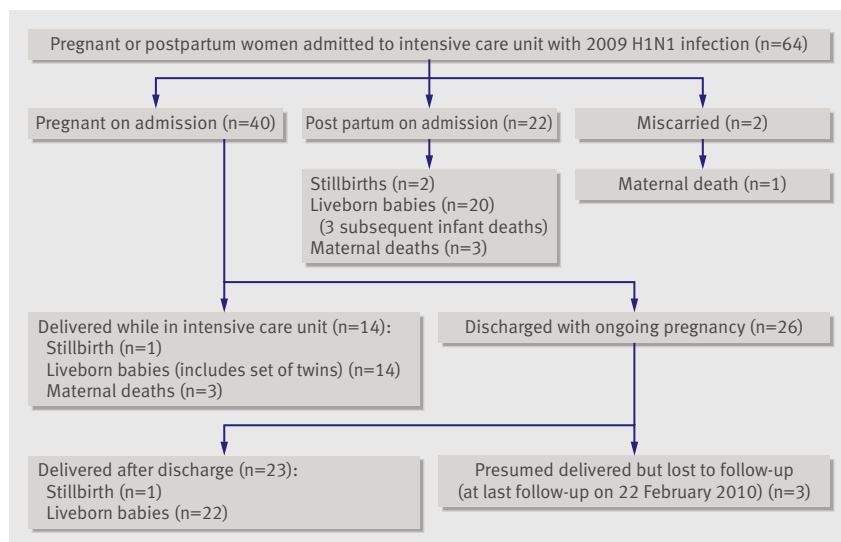 Pregnant or postpartum women admitted to intensive care unit with 2009 H1N1 infection (n=64)
Pregnant on admission (n=40)
Post partum on admission (n=22)
Miscarried (n=2)
Stillbirths (n=2)
Liveborn babies (n=20)
(3 subsequent infant deaths)
Maternal deaths (n=3)
Maternal death (n=1)
Delivered while in intensive care unit (n=14):
Stillbirth (n=1)
Liveborn babies (includes set of twins) (n=14)
Maternal deaths (n=3)
Discharged with ongoing pregnancy (n=26)
Delivered after discharge (n=23):
Stillbirth (n=1)
Liveborn babies (n=22)
Presumed delivered but lost to follow-up
(at last follow-up on 22 February 2010) (n=3)